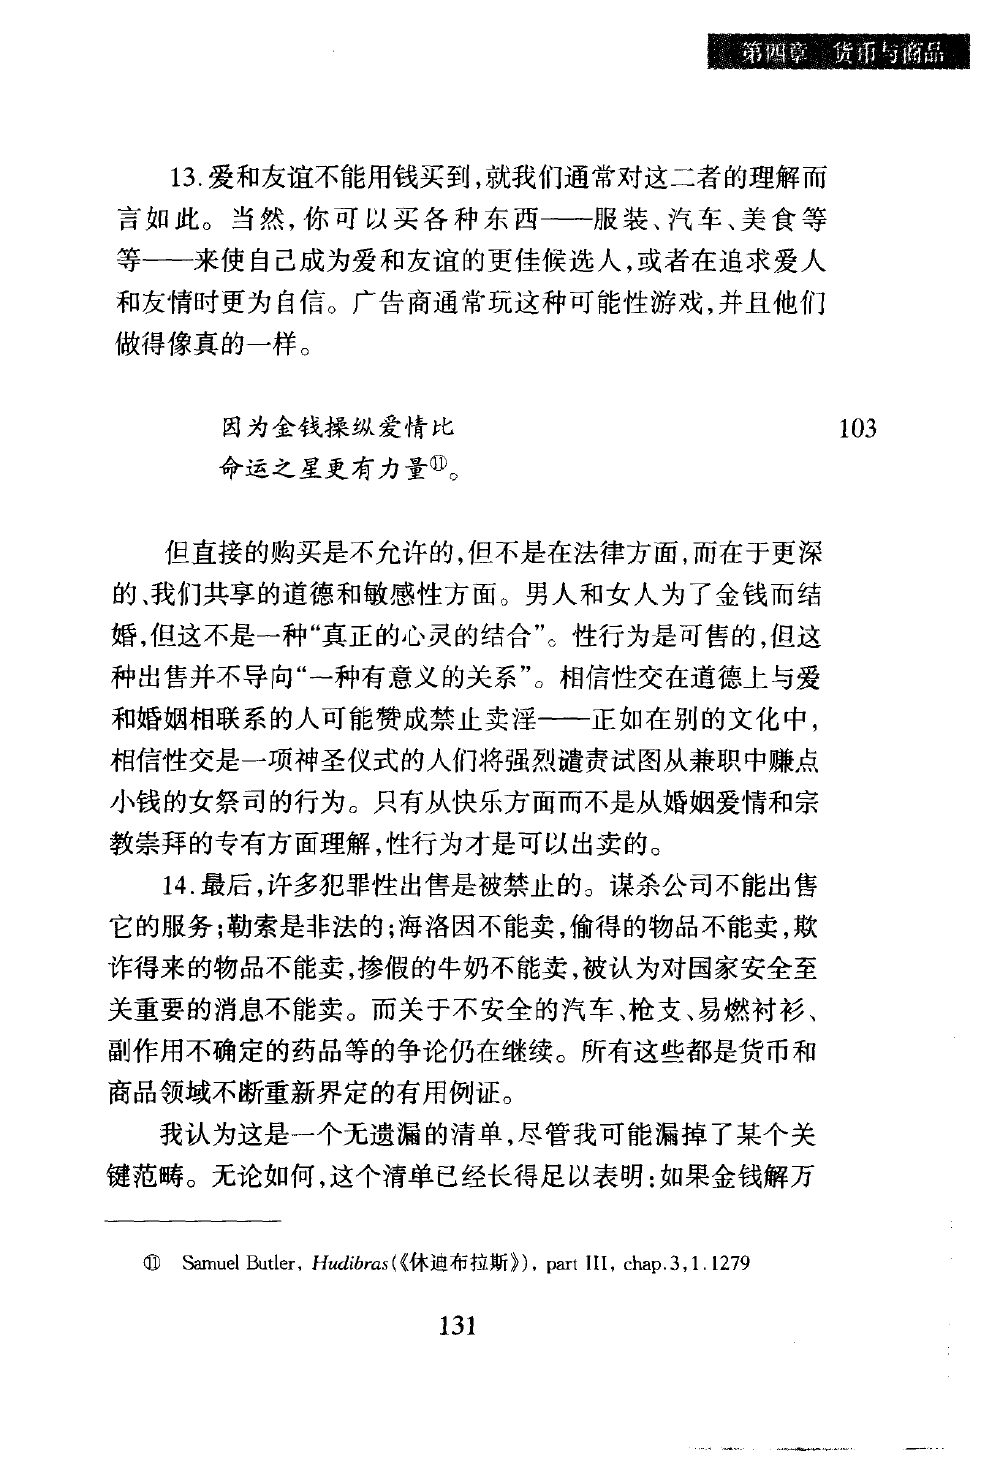 第四章 货币与商品
13.爱和友谊不能用钱买到,就我们通常对这二者的理解而
言如此。当然,你可以买各种东西——服装、汽车、美食等
等——来使自己成为爱和友谊的更佳候选人,或者在追求爱人
和友情时更为自信。广告商通常玩这种可能性游戏,并且他们
做得像真的一样。
因为金钱操纵爱情比
103
命运之星更有力量⑪。
但直接的购买是不允许的,但不是在法律方面,而在于更深
的、我们共享的道德和敏感性方面。男人和女人为了金钱而结
婚,但这不是一种“真正的心灵的结合”。性行为是可售的,但这
种出售并不导向“一种有意义的关系”。相信性交在道德上与爱
和婚姻相联系的人可能赞成禁止卖淫——正如在别的文化中,
相信性交是一项神圣仪式的人们将强烈谴责试图从兼职中赚点
小钱的女祭司的行为。只有从快乐方面而不是从婚姻爱情和宗
教崇拜的专有方面理解,性行为才是可以出卖的。
14.最后,许多犯罪性出售是被禁止的。谋杀公司不能出售
它的服务;勒索是非法的;海洛因不能卖,偷得的物品不能卖,欺
诈得来的物品不能卖,掺假的牛奶不能卖,被认为对国家安全至
关重要的消息不能卖。而关于不安全的汽车、枪支、易燃衬衫、
副作用不确定的药品等的争论仍在继续。所有这些都是货币和
商品领域不断重新界定的有用例证。
我认为这是一个无遗漏的清单,尽管我可能漏掉了某个关
键范畴。无论如何,这个清单已经长得足以表明:如果金钱解万
⑪ Samuel Butler, Hudibras(《休迪布拉斯》), part III, chap.3,1.1279
131